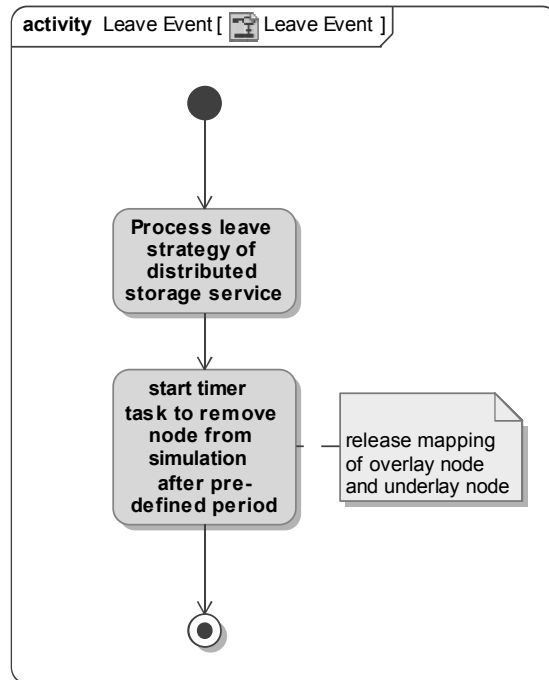 activity Leave Event [ Leave Event ]
Process leave
strategy of
distributed
storage service
start timer
task to remove
node from
simulation
after pre-
defined period
release mapping
of overlay node
and underlay node